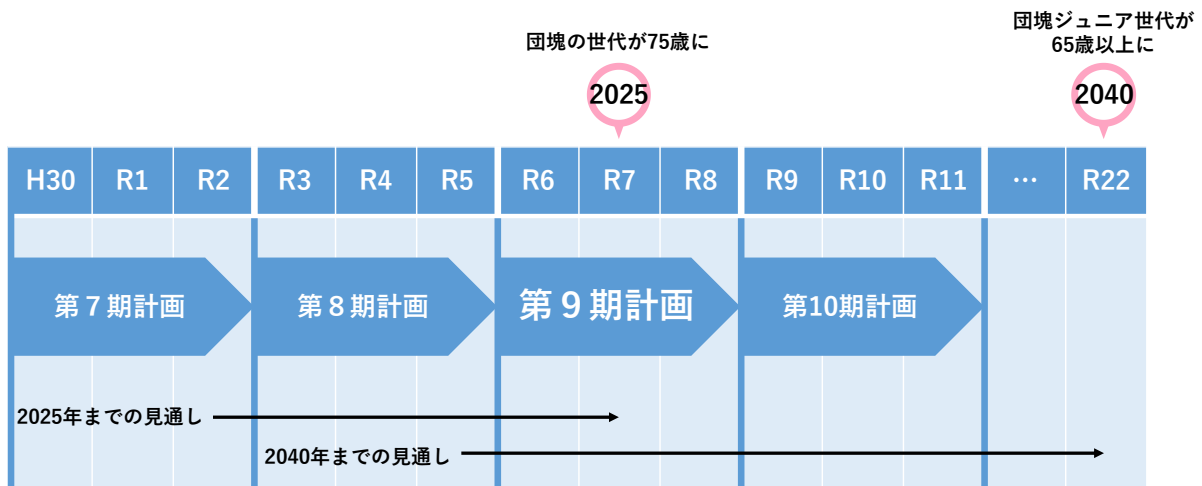 団塊の世代が75歳に
団塊ジュニア世代が
65歳以上に
2025
2040
H30 R1 R2 R3 R4 R5 R6 R7 R8 R9 R10 R11 … R22
第７期計画 第８期計画 第９期計画 第10期計画
2025年までの見通し
2040年までの見通し